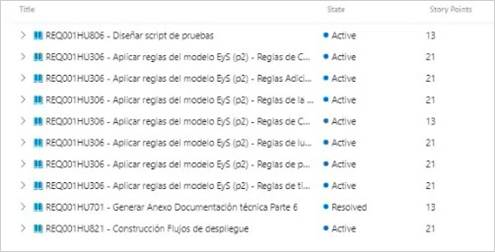 Title State Story Points
REQ001HU806 - Diseñar script de pruebas Active 13
REQ001HU306 - Aplicar reglas del modelo EyS (p2) - Reglas de C... Active 21
REQ001HU306 - Aplicar reglas del modelo EyS (p2) - Reglas Adici... Active 21
REQ001HU306 - Aplicar reglas del modelo EyS (p2) - Reglas de la ... Active 21
REQ001HU306 - Aplicar reglas del modelo EyS (p2) - Reglas de C... Active 13
REQ001HU306 - Aplicar reglas del modelo EyS (p2) - Reglas de lu... Active 21
REQ001HU306 - Aplicar reglas del modelo EyS (p2) - Reglas de p... Active 21
REQ001HU306 - Aplicar reglas del modelo EyS (p2) - Reglas de ti... Active 21
REQ001HU701 - Generar Anexo Documentación técnica Parte 6 Resolved 13
REQ001HU821 - Construcción Flujos de despliegue Active 21